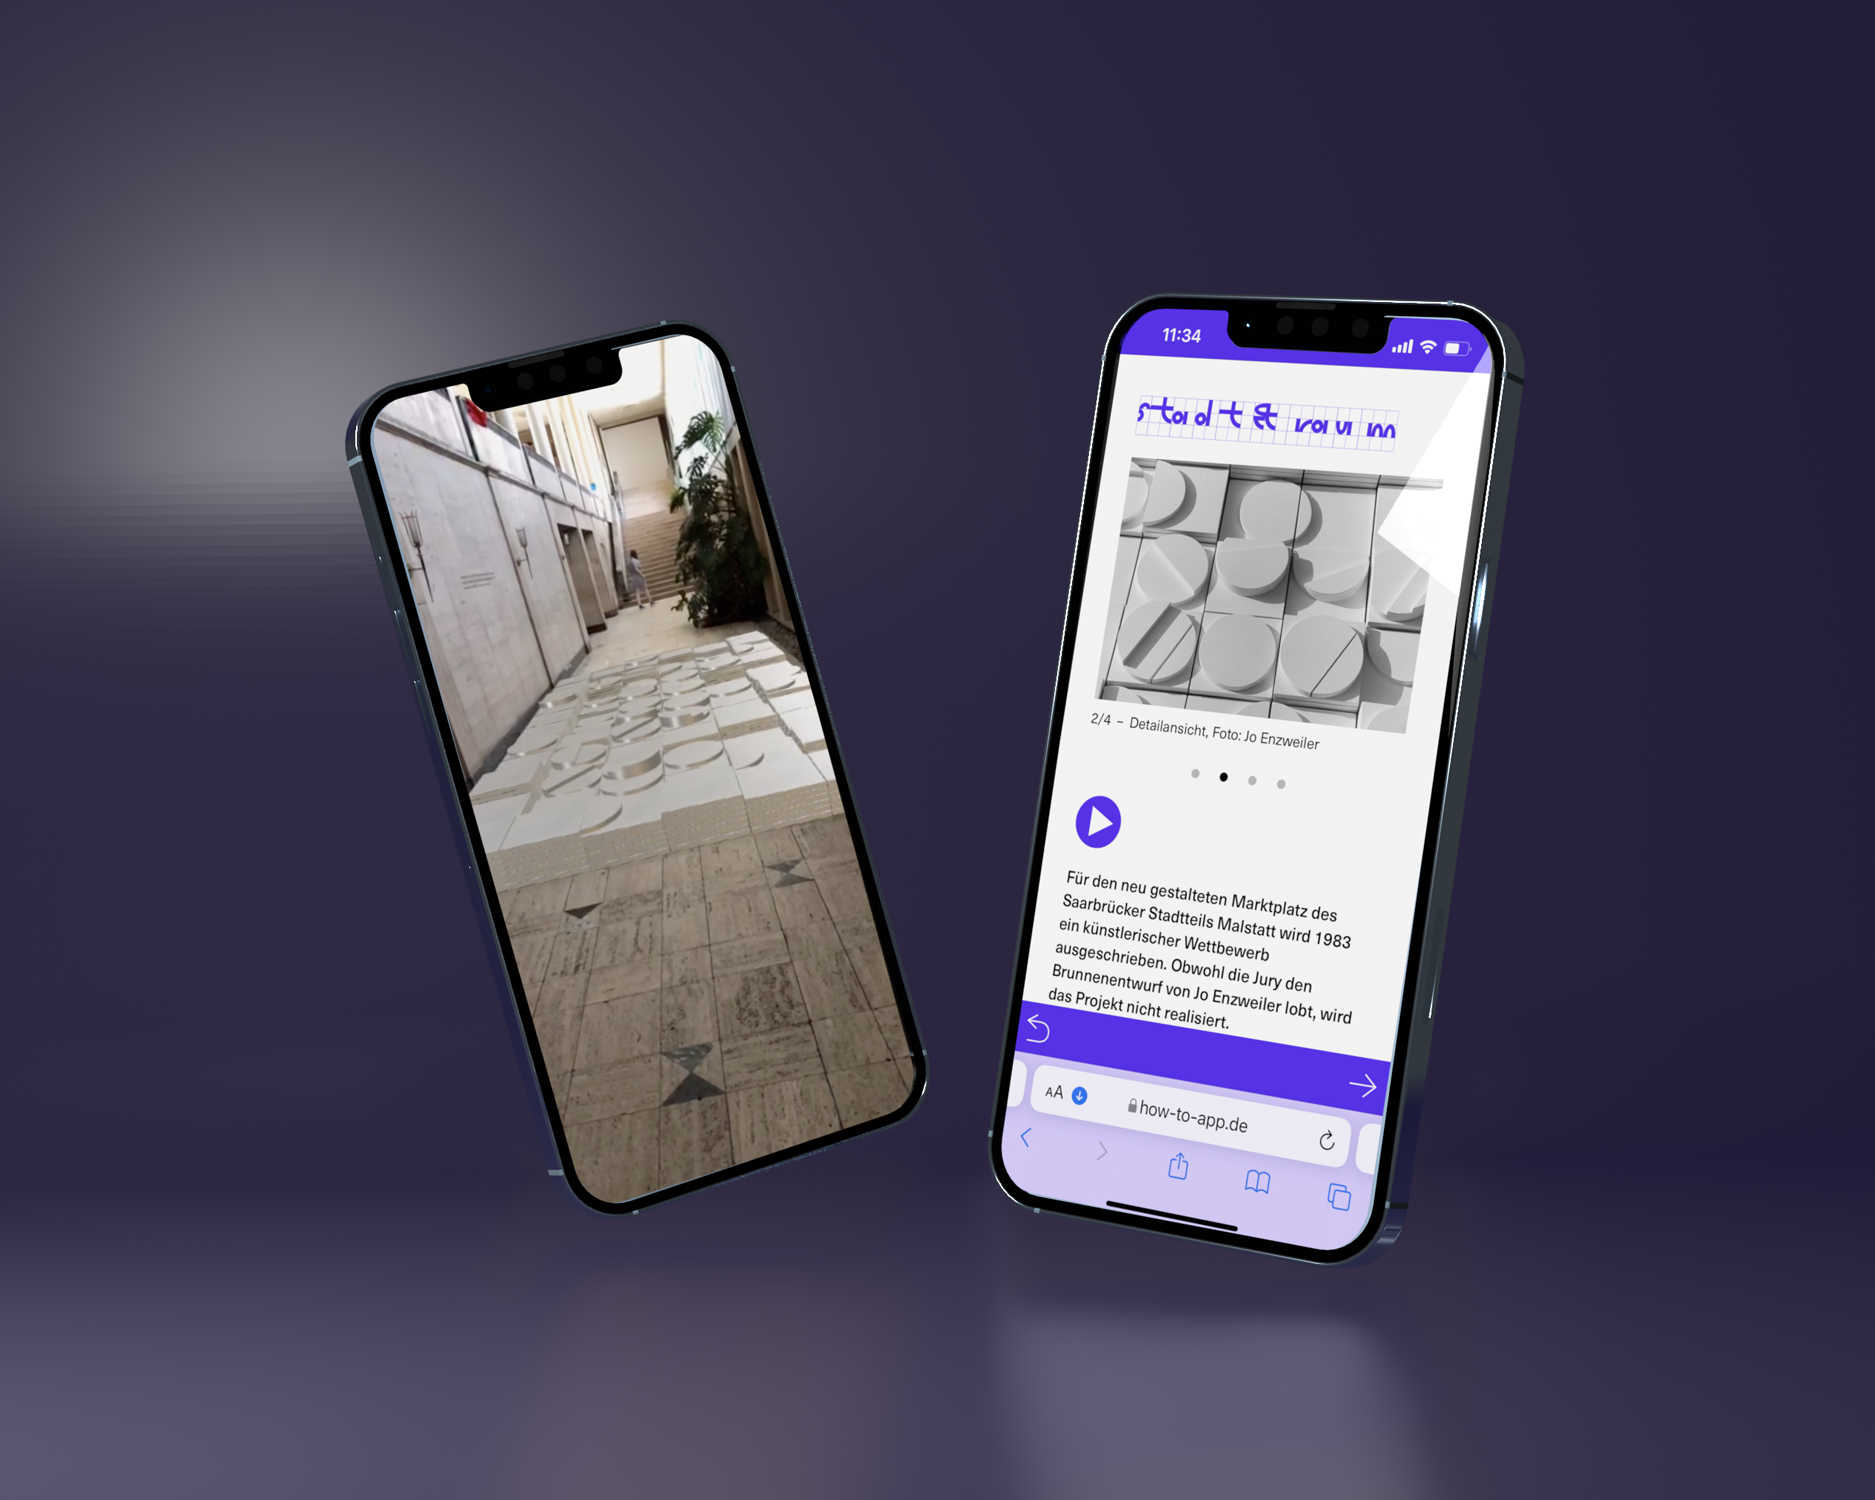 11:34
stadt & raum
2/4 – Detailansicht, Foto: Jo Enzweiler
Für den neu gestalteten Marktplatz des
Saarbrücker Stadtteils Malstatt wird 1983
ein künstlerischer Wettbewerb
ausgeschrieben. Obwohl die Jury den
Brunnenentwurf von Jo Enzweiler lobt, wird
das Projekt nicht realisiert.
AA
how-to-app.de